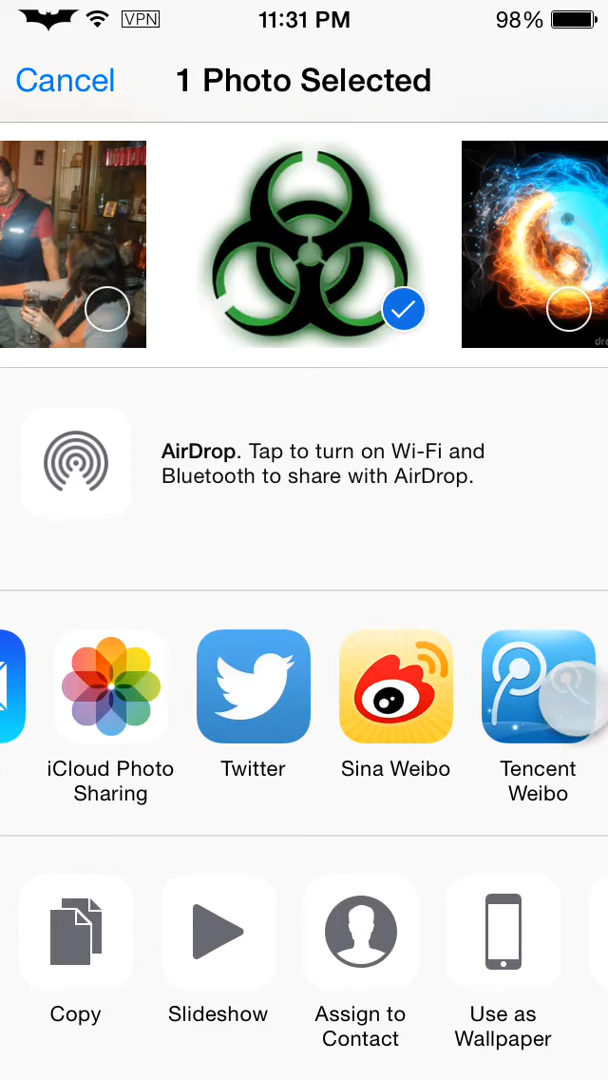 VPN 11:31 PM 98%
Cancel 1 Photo Selected
AirDrop. Tap to turn on Wi-Fi and
Bluetooth to share with AirDrop.
iCloud Photo
Sharing
Twitter
Sina Weibo
Tencent
Weibo
Copy
Slideshow
Assign to
Contact
Use as
Wallpaper